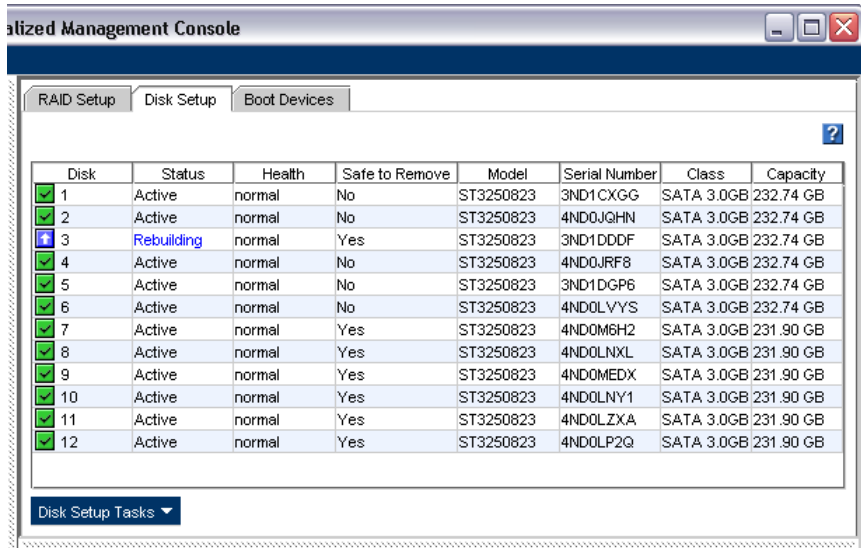 alized Management Console
RAID Setup Disk Setup Boot Devices
?
Disk Status Health Safe to Remove Model Serial Number Class Capacity
1 Active normal No ST3250823 3ND1CXGG SATA 3.0GB 232.74 GB
2 Active normal No ST3250823 4ND0JQHN SATA 3.0GB 232.74 GB
3 Rebuilding normal Yes ST3250823 3ND1DDDF SATA 3.0GB 232.74 GB
4 Active normal No ST3250823 4ND0JRF8 SATA 3.0GB 232.74 GB
5 Active normal No ST3250823 3ND1DGP6 SATA 3.0GB 232.74 GB
6 Active normal No ST3250823 4ND0LVYS SATA 3.0GB 232.74 GB
7 Active normal Yes ST3250823 4ND0M6H2 SATA 3.0GB 231.90 GB
8 Active normal Yes ST3250823 4ND0LNXL SATA 3.0GB 231.90 GB
9 Active normal Yes ST3250823 4ND0MEDX SATA 3.0GB 231.90 GB
10 Active normal Yes ST3250823 4ND0LNY1 SATA 3.0GB 231.90 GB
11 Active normal Yes ST3250823 4ND0LZXA SATA 3.0GB 231.90 GB
12 Active normal Yes ST3250823 4ND0LP2Q SATA 3.0GB 231.90 GB
Disk Setup Tasks